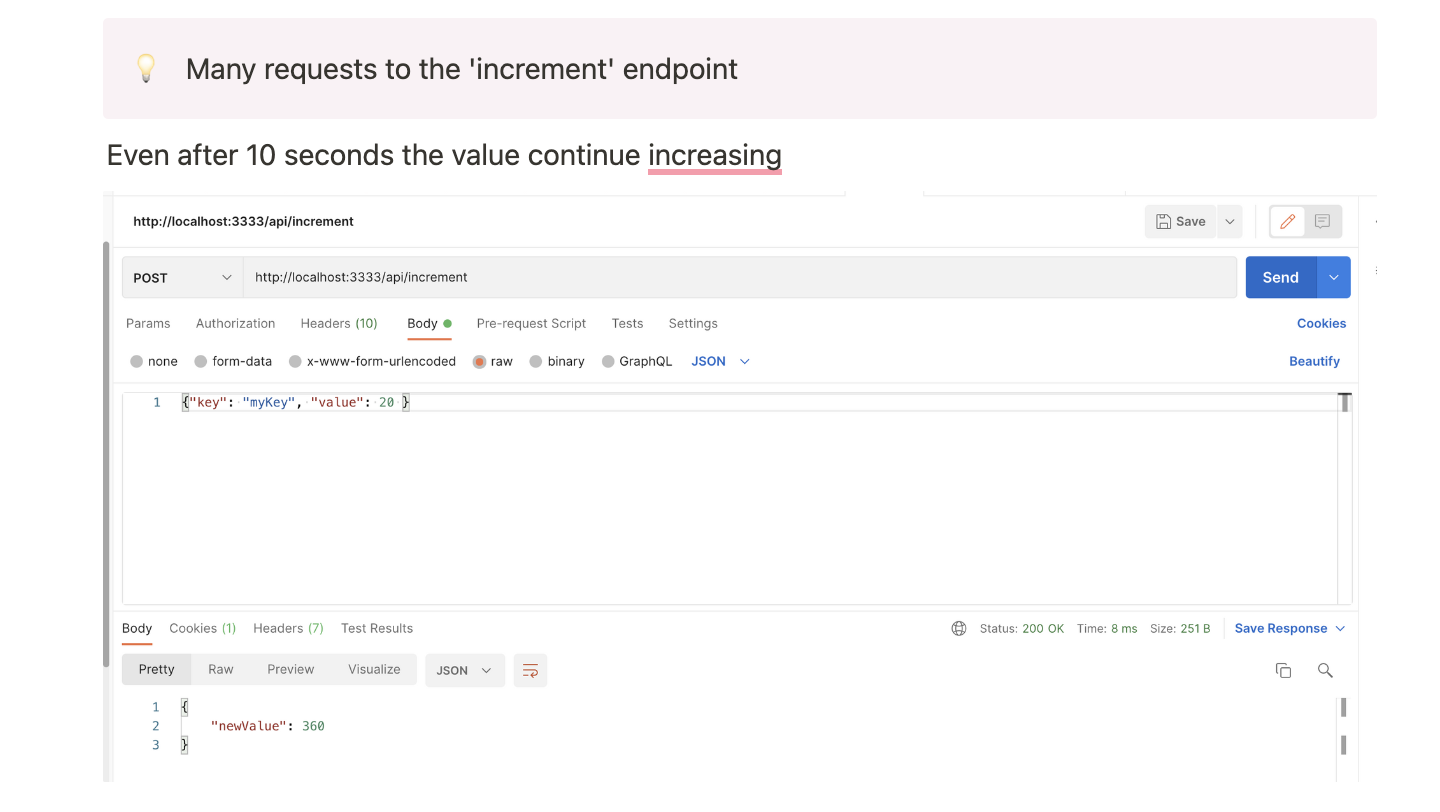 Many requests to the 'increment' endpoint
Even after 10 seconds the value continue increasing
http://localhost:3333/api/increment
Save
POST
http://localhost:3333/api/increment
Send
Params Authorization Headers (10) Body Pre-request Script Tests Settings Cookies
none form-data x-www-form-urlencoded raw binary GraphQL JSON Beautify
1 {"key": "myKey", "value": 20 }
Body Cookies (1) Headers (7) Test Results Status: 200 OK Time: 8 ms Size: 251 B Save Response
Pretty Raw Preview Visualize JSON
1 {
2 "newValue": 360
3 }